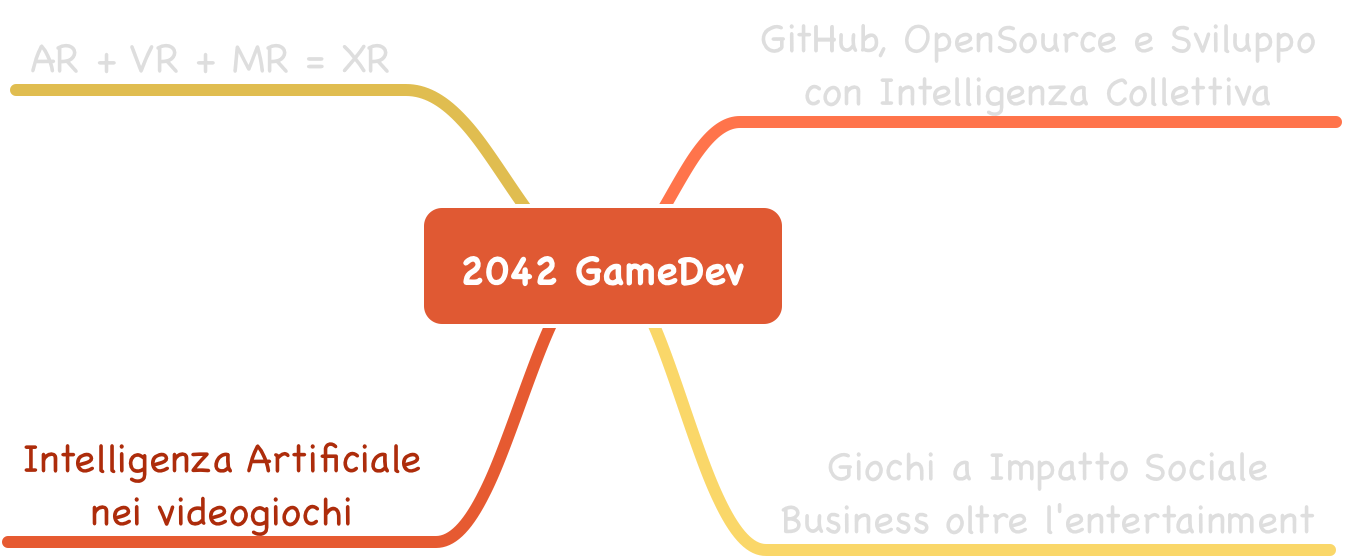 AR + VR + MR = XR
GitHub, OpenSource e Sviluppo
con Intelligenza Collettiva
2042 GameDev
Intelligenza Artificiale
nei videogiochi
Giochi a Impatto Sociale
Business oltre l'entertainment